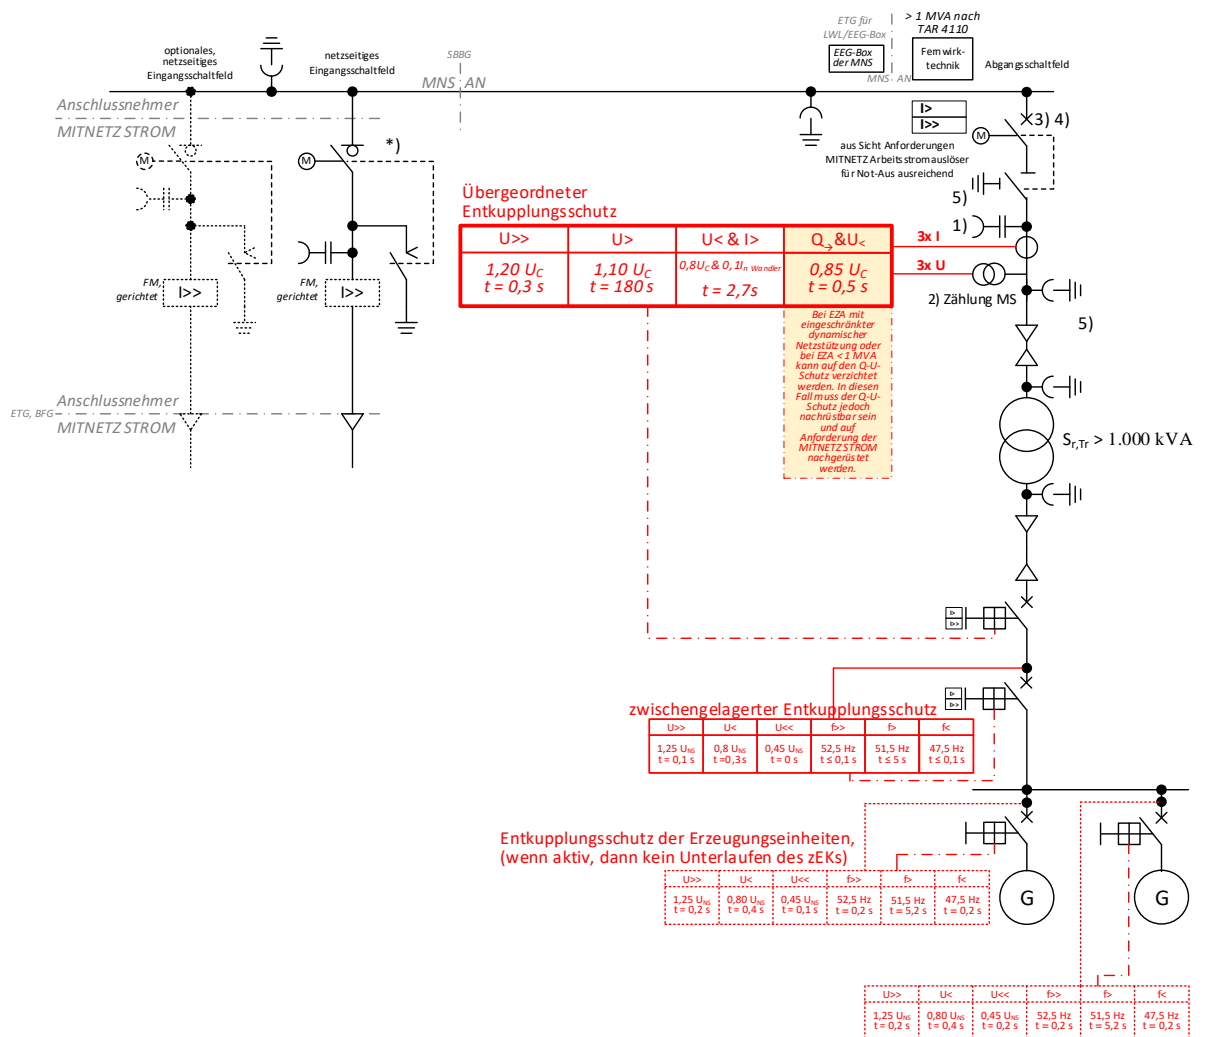 optionales,
netzseitiges
Eingangsschaltfeld
netzseitiges
Eingangsschaltfeld
SBBG
MNS AN
ETG für
LWL/EEG-Box
EEG-Box
der MNS
MNS AN
> 1 MVA nach
TAR 4110
Fernwirk-
technik
Abgangsschaltfeld
Anschlussnehmer
MITNETZ STROM
M
M
*)
I>
I>>
aus Sicht Anforderungen
MITNETZ Arbeitsstromauslöser
für Not-Aus ausreichend
M
3) 4)
5)
1)
3x I
3x U
2) Zählung MS
5)
FM,
gerichtet
I>>
FM,
gerichtet
I>>
Anschlussnehmer
ETG, BFG
MITNETZ STROM
Übergeordneter
Entkupplungsschutz
U>> U> U< & I> Q→&U<
1,20 UC 1,10 UC 0,8UC & 0,1In Wandler 0,85 UC
t = 0,3 s t = 180 s t = 2,7s t = 0,5 s
Bei EZA mit
eingeschränkter
dynamischer
Netzstützung oder
bei EZA < 1 MVA
kann auf den Q-U-
Schutz verzichtet
werden. In diesen
Fall muss der Q-U-
Schutz jedoch
nachrüstbar sein
und auf
Anforderung der
MITNETZ STROM
nachgerüstet
werden.
Sr,Tr > 1.000 kVA
I>
I>>
I>
I>>
zwischengelagerter Entkupplungsschutz
U>> U< U<< f>> f> f<
1,25 UNS 0,8 UNS 0,45 UNS 52,5 Hz 51,5 Hz 47,5 Hz
t = 0,1 s t =0,3s t = 0 s t ≤ 0,1 s t ≤ 5 s t ≤ 0,1 s
Entkupplungsschutz der Erzeugungseinheiten,
(wenn aktiv, dann kein Unterlaufen des zEKs)
U>> U< U<< f>> f> f<
1,25 UNS 0,80 UNS 0,45 UNS 52,5 Hz 51,5 Hz 47,5 Hz
t = 0,2 s t = 0,4 s t = 0,1 s t = 0,2 s t = 5,2 s t = 0,2 s
G
G
U>> U< U<< f>> f> f<
1,25 UNS 0,80 UNS 0,45 UNS 52,5 Hz 51,5 Hz 47,5 Hz
t = 0,2 s t = 0,4 s t = 0,2 s t = 0,2 s t = 5,2 s t = 0,2 s